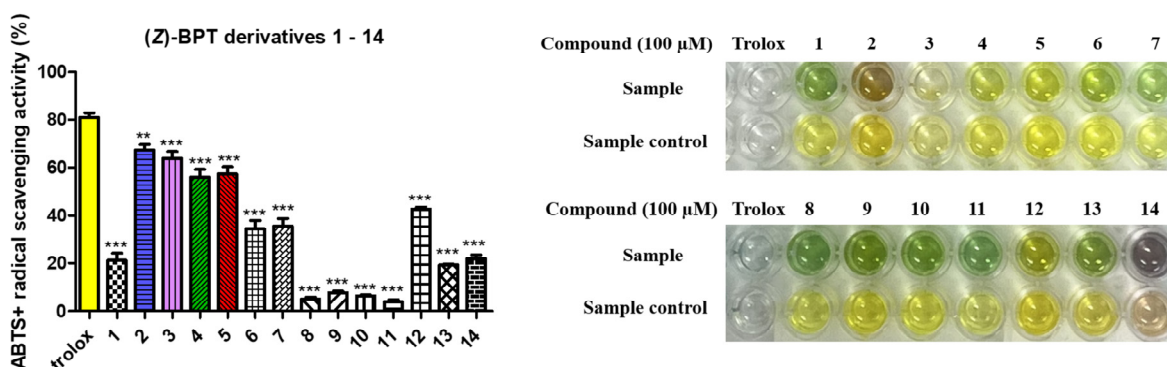 (Z)-BPT derivatives 1 - 14
ABTS+ radical scavenging activity (%)
100
80
60
40
20
0
*** ** *** *** *** *** *** *** *** *** *** *** *** ***
trolox 1 2 3 4 5 6 7 8 9 10 11 12 13 14
Compound (100 µM) Trolox 1 2 3 4 5 6 7
Sample
Sample control
Compound (100 µM) Trolox 8 9 10 11 12 13 14
Sample
Sample control